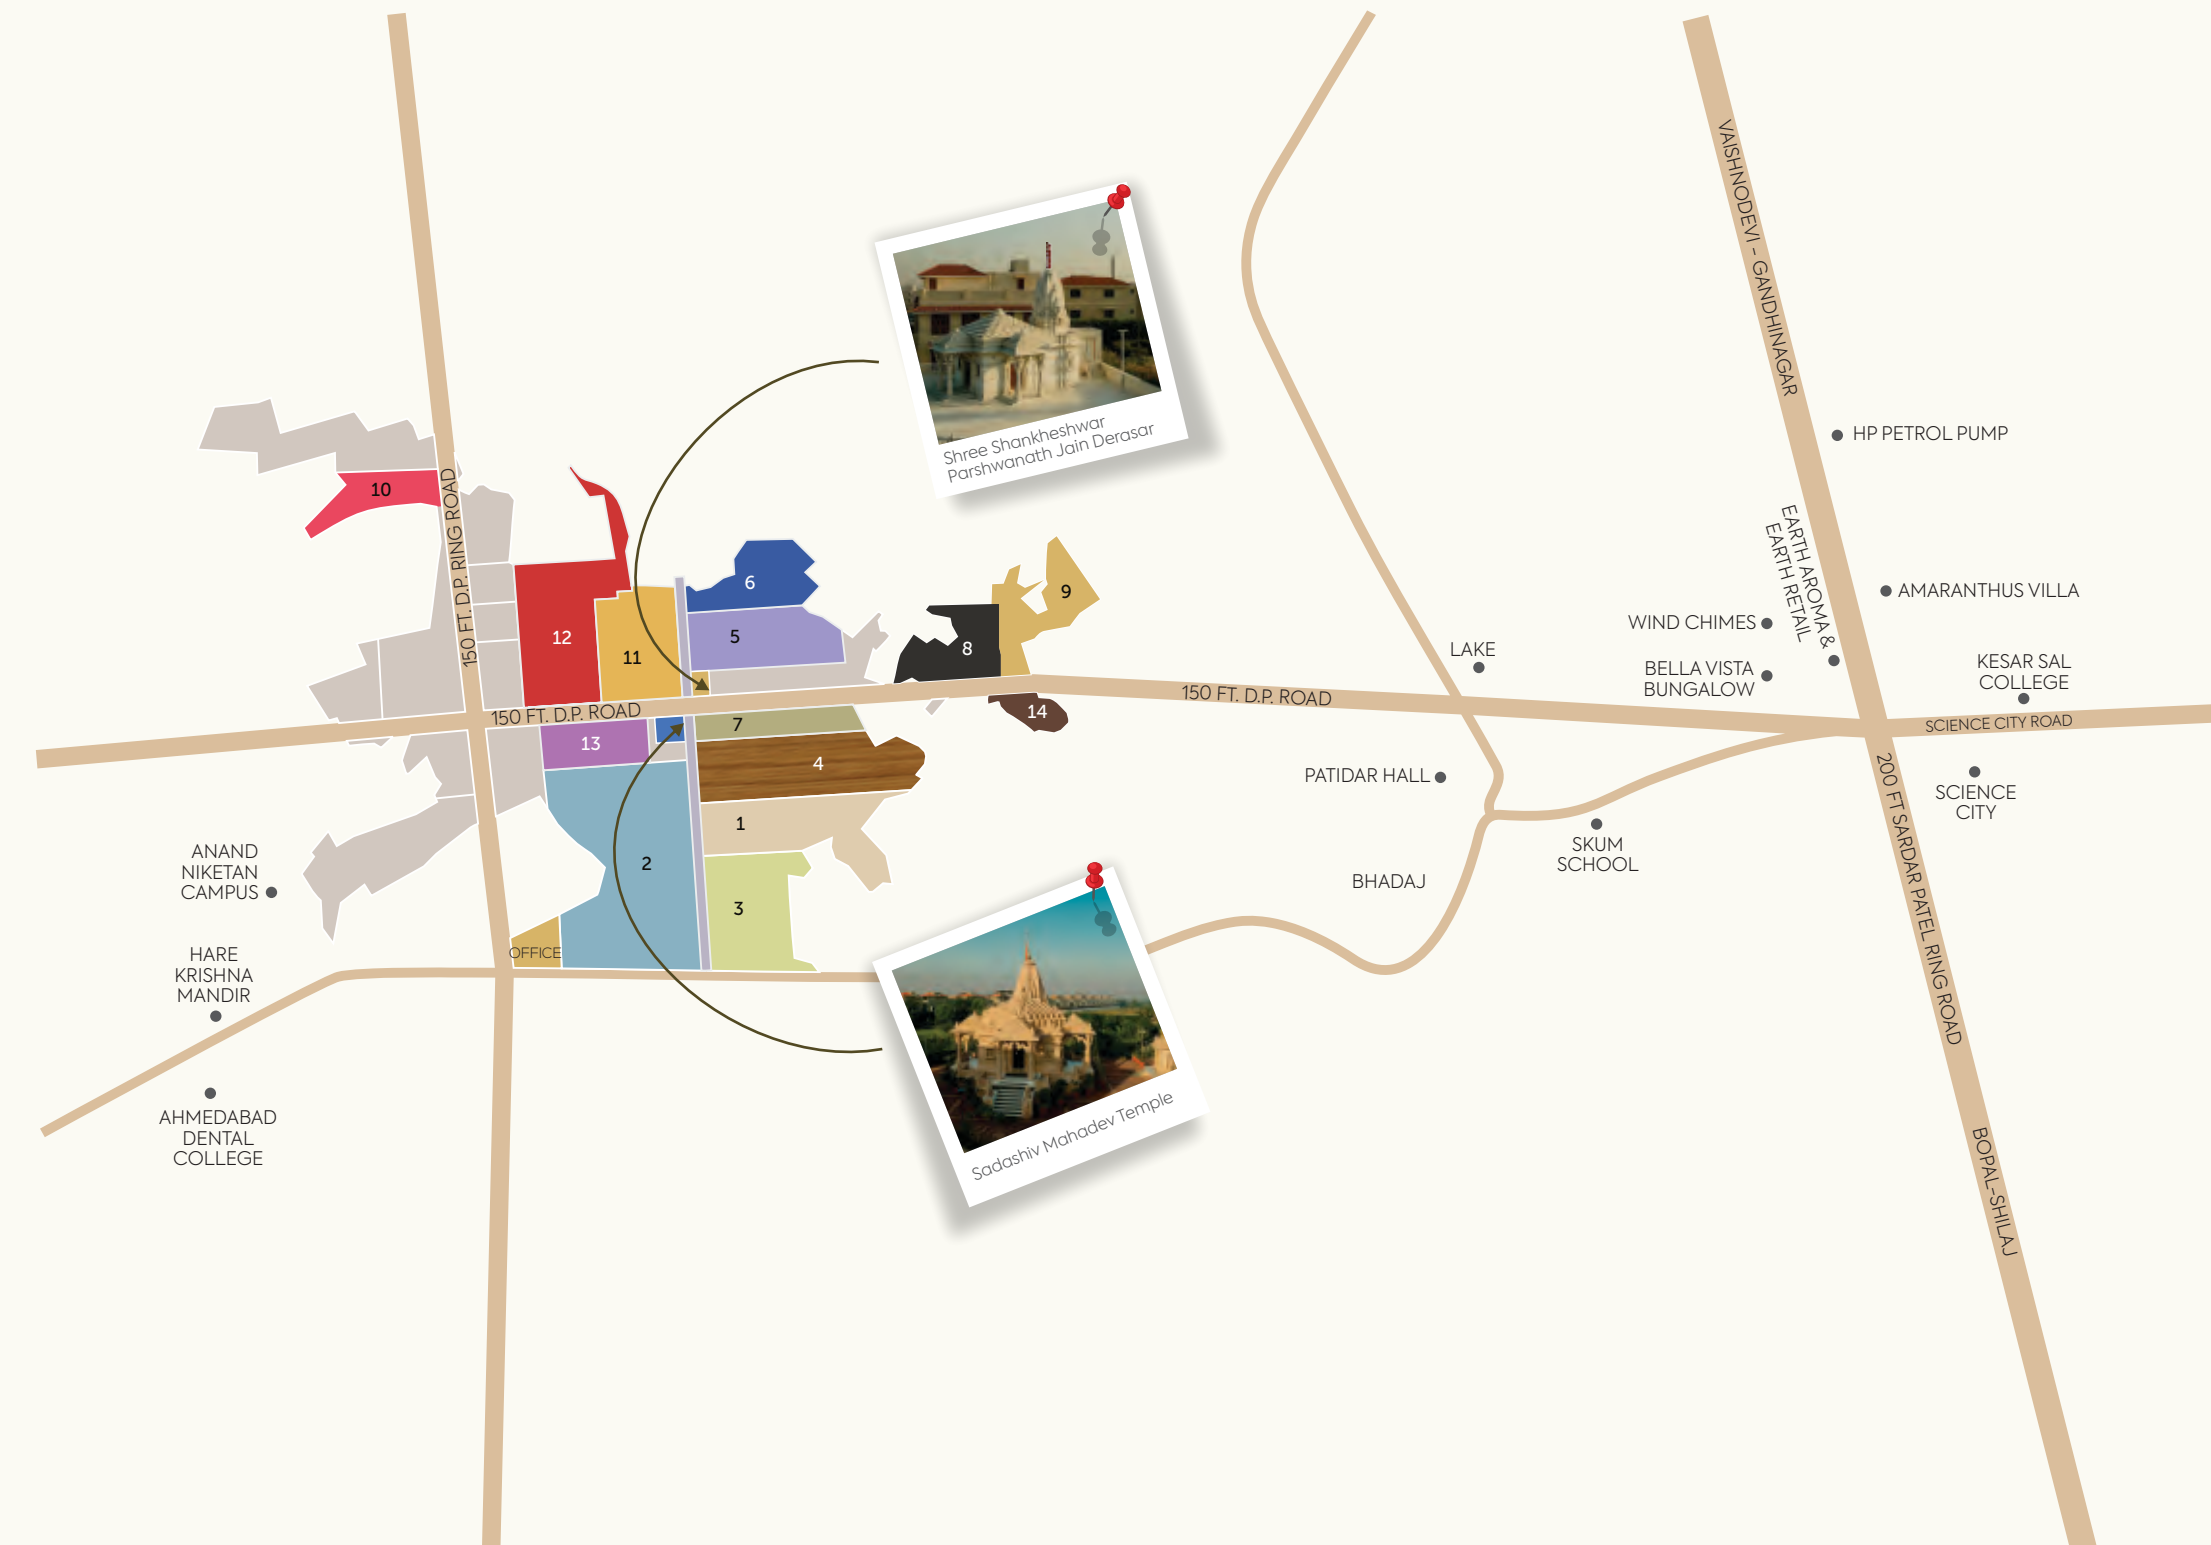 VAISHNODEVI - GANDHINAGAR
Shree Shankheshwar
Parshwanath Jain Derasar
HP PETROL PUMP
150 FT. D.P. RING ROAD
10
EARTH AROMA &
EARTH RETAIL
AMARANTHUS VILLA
6
9
WIND CHIMES
12
5
11
8
LAKE
BELLA VISTA
BUNGALOW
KESAR SAL
COLLEGE
150 FT. D.P. ROAD
150 FT. D.P. ROAD
14
SCIENCE CITY ROAD
7
13
4
PATIDAR HALL
200 FT SARDAR PATEL RING ROAD
SCIENCE
CITY
1
SKUM
SCHOOL
ANAND
NIKETAN
CAMPUS
2
BHADAJ
3
OFFICE
HARE
KRISHNA
MANDIR
Sadashiv Mahadev Temple
AHMEDABAD
DENTAL
COLLEGE
BOPAL-SHILAJ